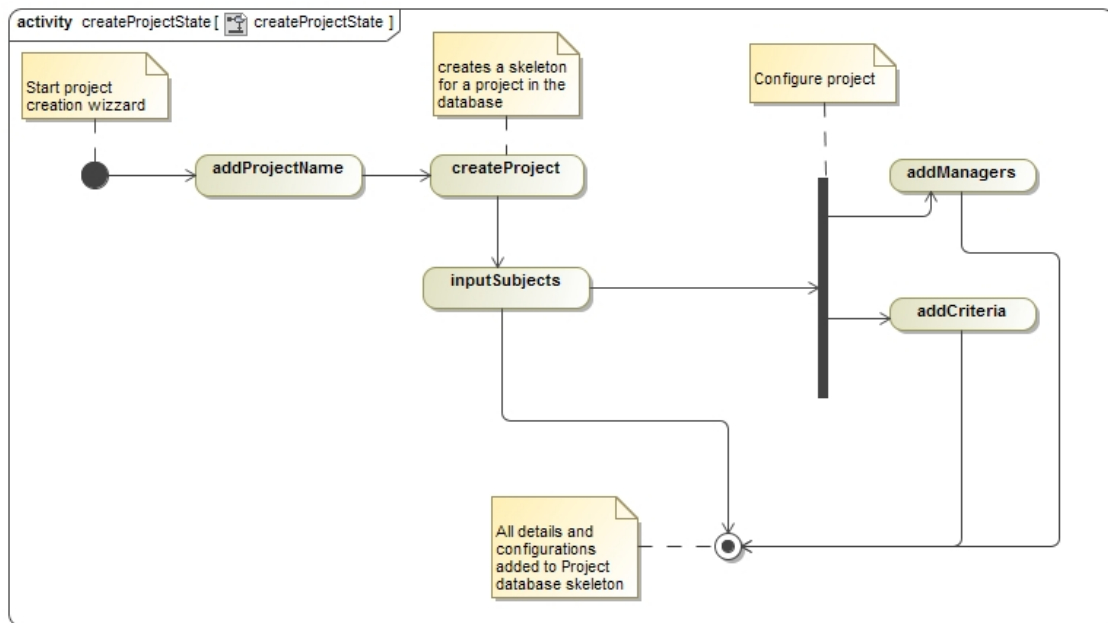 activity createProjectState [ createProjectState ]
Start project
creation wizzard
creates a skeleton
for a project in the
database
Configure project
addProjectName
createProject
addManagers
inputSubjects
addCriteria
All details and
configurations
added to Project
database skeleton